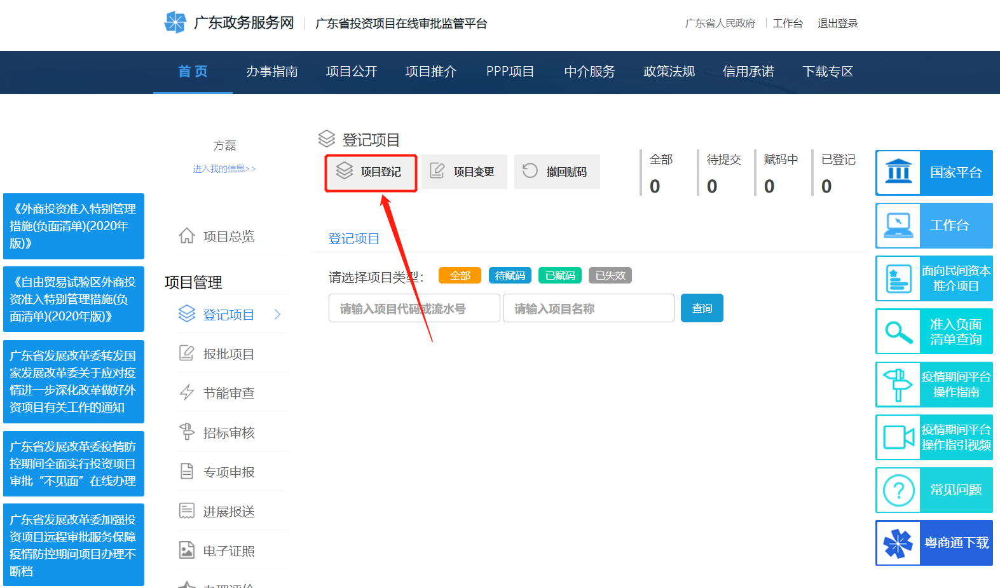 广东政务服务网
广东省投资项目在线审批监管平台
广东省人民政府
工作台
退出登录
首 页
办事指南
项目公开
项目推介
PPP项目
中介服务
政策法规
信用承诺
下载专区
方磊
进入我的信息>>
《外商投资准入特别管理
措施(负面清单)(2020年
版)》
《自由贸易试验区外商投
资准入特别管理措施(负
面清单)(2020年版)》
广东省发展改革委转发国
家发展改革委关于应对疫
情进一步深化改革做好外
资项目有关工作的通知
广东省发展改革委疫情防
控期间全面实行投资项目
审批“不见面”在线办理
广东省发展改革委加强投
资项目远程审批服务保障
疫情防控期间项目办理不
断档
项目总览
项目管理
登记项目
报批项目
节能审查
招标审核
专项申报
进展报送
电子证照
办理评价
登记项目
项目登记
项目变更
撤回赋码
全部
0
待提交
0
赋码中
0
已登记
0
登记项目
请选择项目类型：
全部
待赋码
已赋码
已失效
请输入项目代码或流水号
请输入项目名称
查询
国家平台
工作台
面向民间资本
推介项目
准入负面
清单查询
疫情期间平台
操作指南
疫情期间平台
操作指引视频
常见问题
粤商通下载